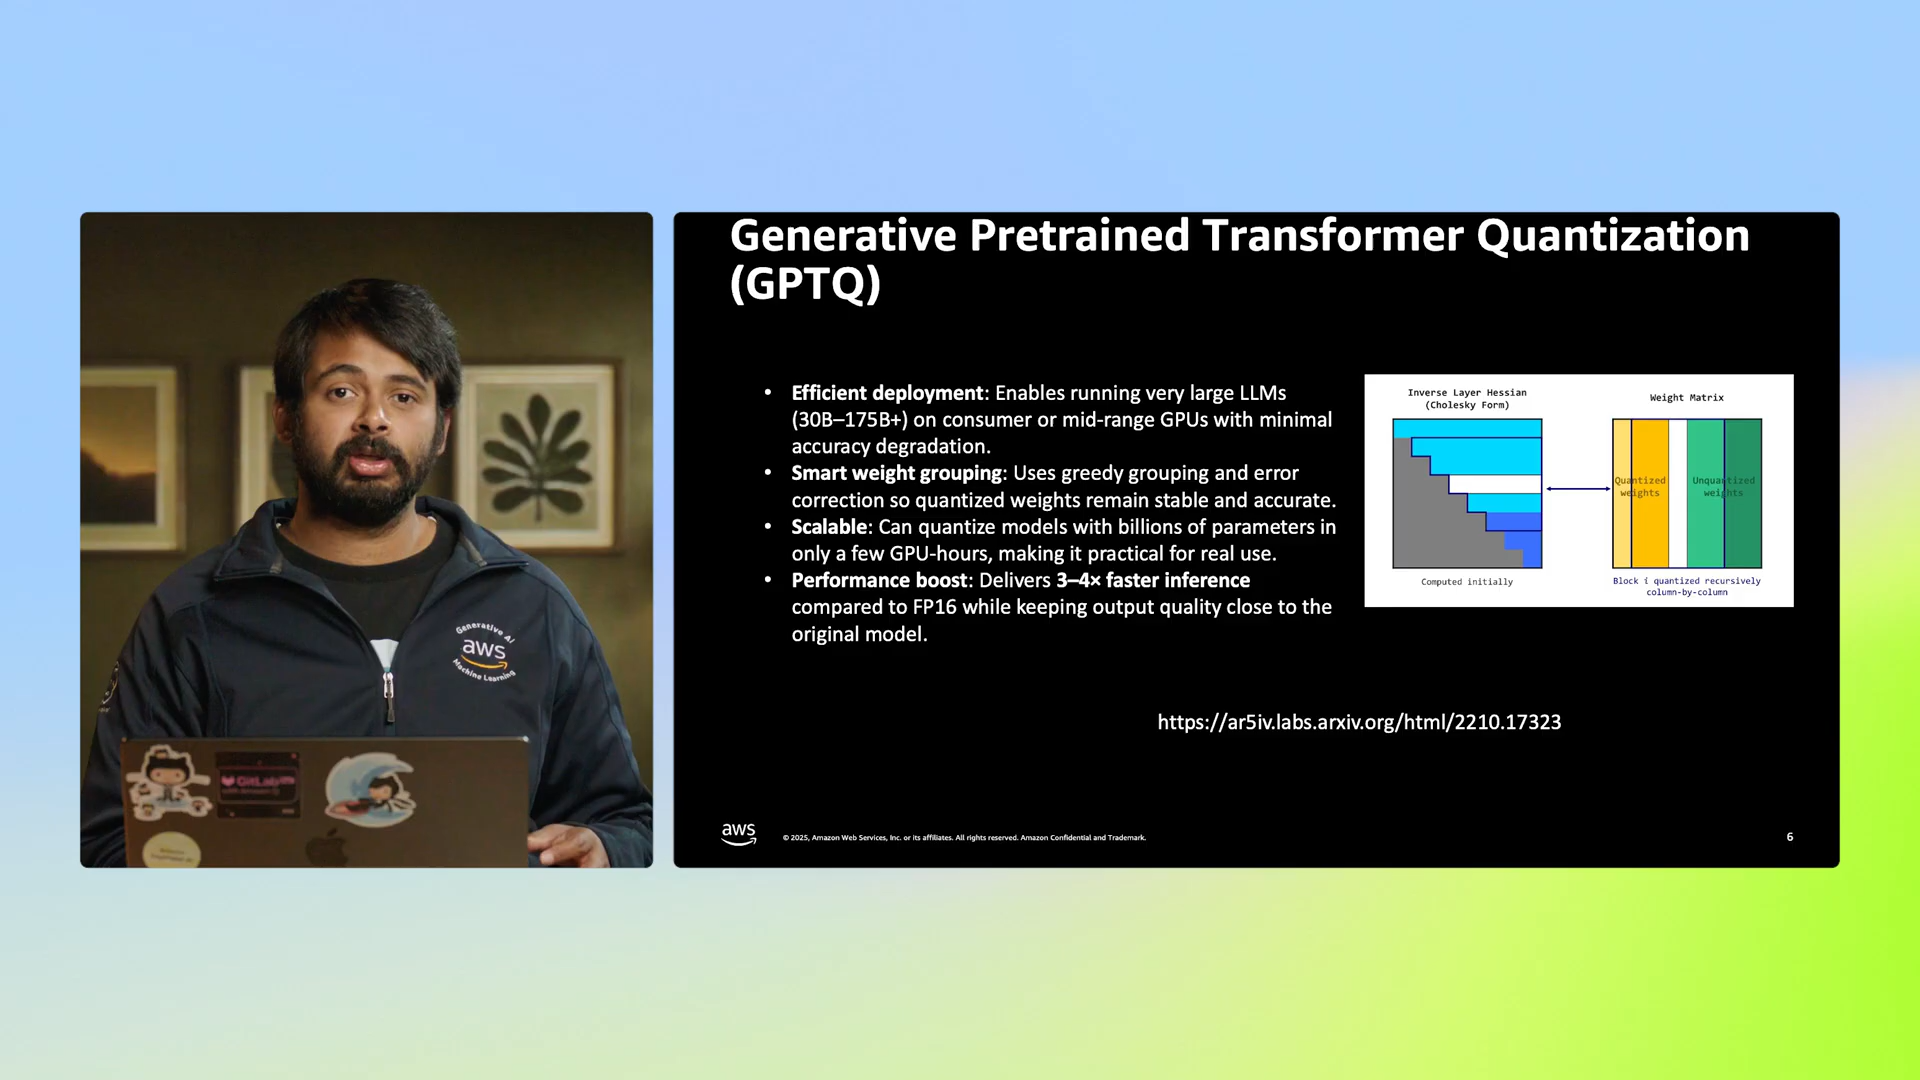 Generative Pretrained Transformer Quantization
(GPTQ)
• Efficient deployment: Enables running very large LLMs
(30B–175B+) on consumer or mid-range GPUs with minimal
accuracy degradation.
• Smart weight grouping: Uses greedy grouping and error
correction so quantized weights remain stable and accurate.
• Scalable: Can quantize models with billions of parameters in
only a few GPU-hours, making it practical for real use.
• Performance boost: Delivers 3–4× faster inference
compared to FP16 while keeping output quality close to the
original model.
Inverse Layer Hessian
(Cholesky Form)
Computed initially
Weight Matrix
Quantized
weights
Unquantized
weights
Block i quantized recursively
column-by-column
https://ar5iv.labs.arxiv.org/html/2210.17323
aws
© 2025, Amazon Web Services, Inc. or its affiliates. All rights reserved. Amazon Confidential and Trademark.
6
Generative AI
aws
Machine Learning
GitLab